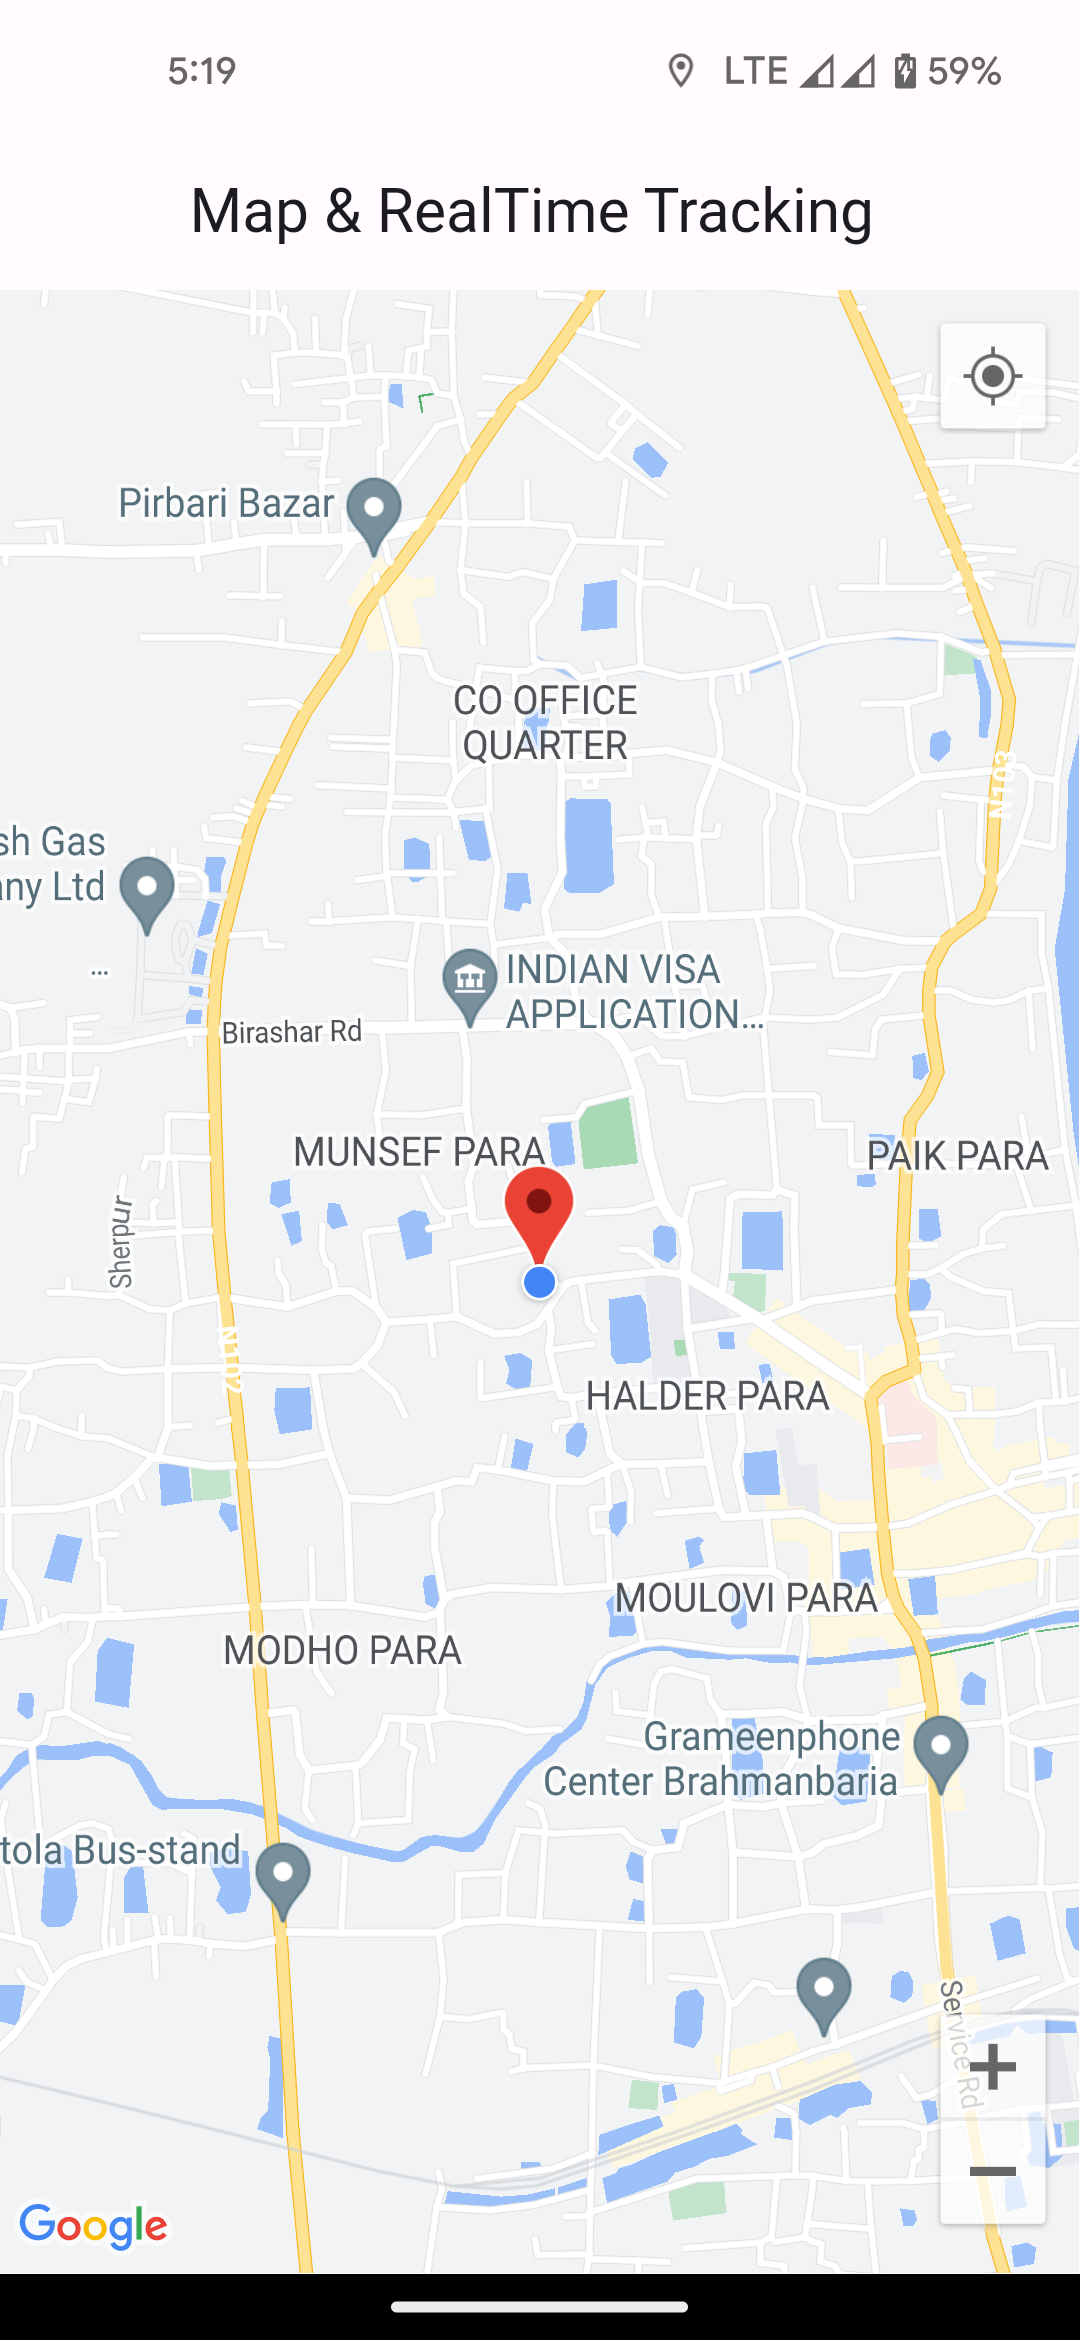 5:19
LTE 59%
Map & RealTime Tracking
Pirbari Bazar
CO OFFICE
QUARTER
N103
sh Gas
any Ltd
...
INDIAN VISA
APPLICATION...
Birashar Rd
MUNSEF PARA
PAIK PARA
Sherpur
N102
HALDER PARA
MOULOVI PARA
MODHO PARA
Grameenphone
Center Brahmanbaria
tola Bus-stand
Service Rd
Google